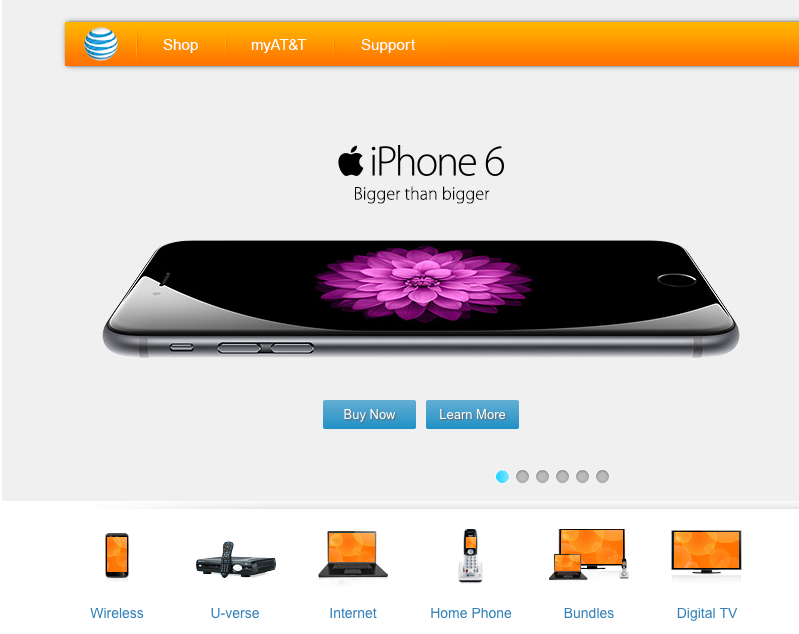 Shop myAT&T Support
iPhone 6
Bigger than bigger
Buy Now Learn More
Wireless U-verse Internet Home Phone Bundles Digital TV